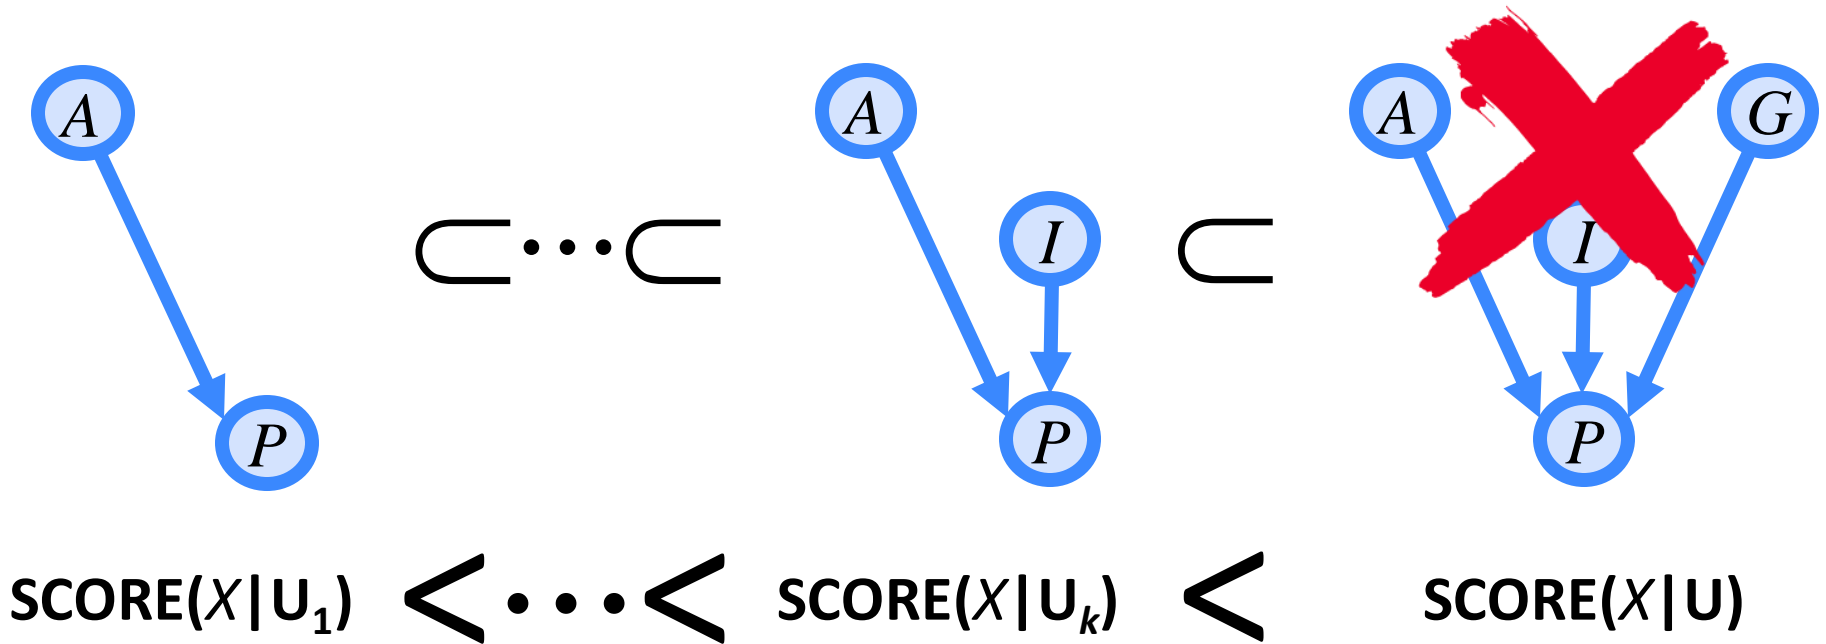 A A A G
I I
⊂ ··· ⊂ ⊂
P P P
SCORE(X|U₁) < ··· < SCORE(X|Uₖ) < SCORE(X|U)